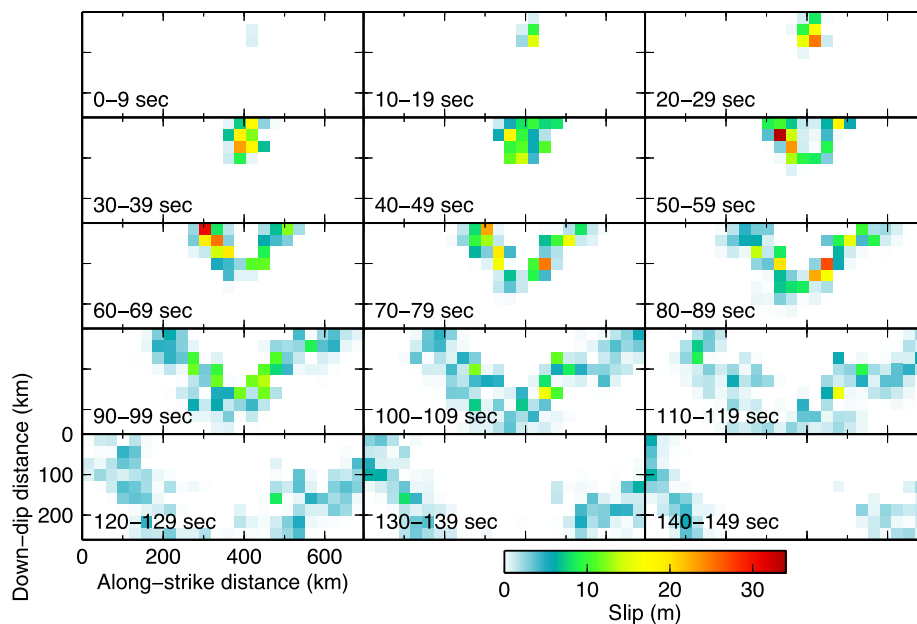 0−9 sec
10−19 sec
20−29 sec
30−39 sec
40−49 sec
50−59 sec
60−69 sec
70−79 sec
80−89 sec
90−99 sec
100−109 sec
110−119 sec
120−129 sec
130−139 sec
140−149 sec
Down−dip distance (km)
0
100
200
0 200 400 600
Along−strike distance (km)
0 10 20 30
Slip (m)